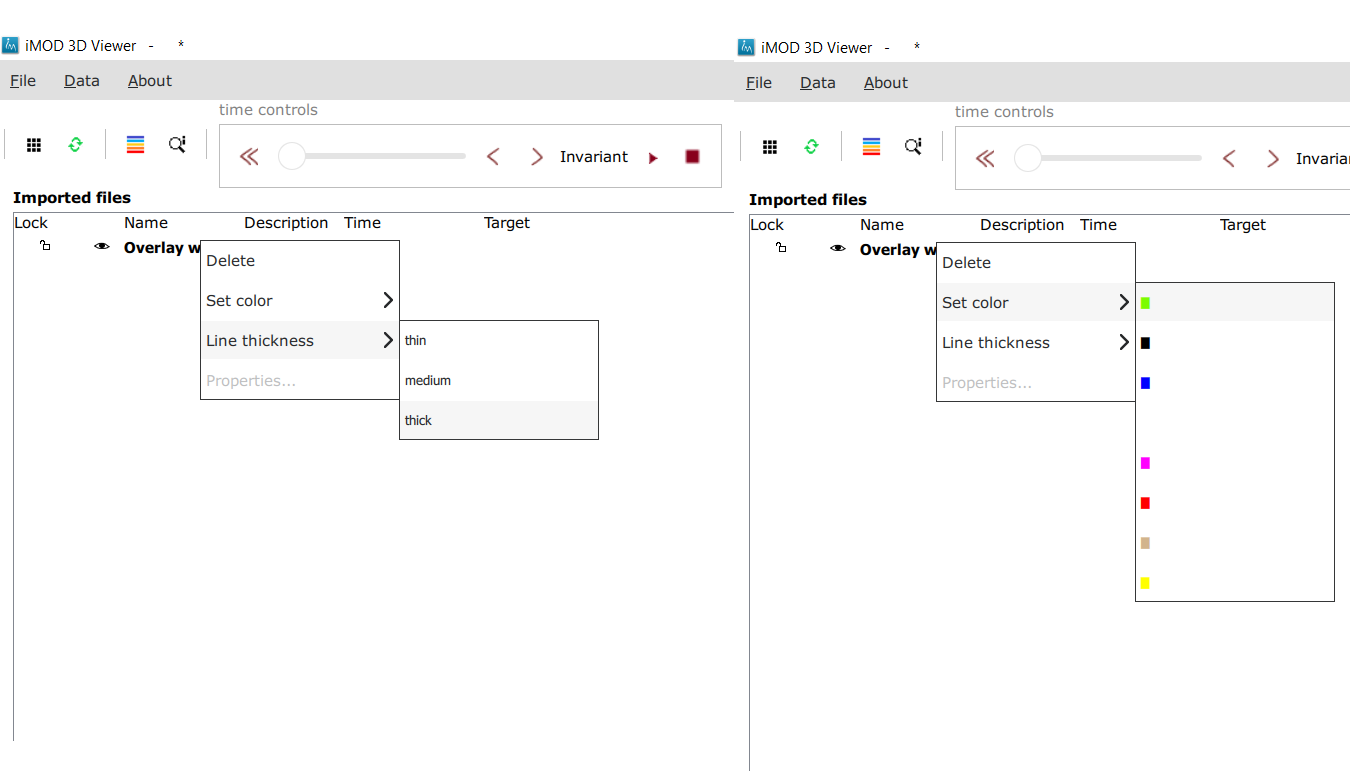 iMOD 3D Viewer - *
File Data About
time controls
Invariant
Imported files
Lock Name Description Time Target
Overlay w
Delete
Set color
Line thickness
Properties...
thin
medium
thick
iMOD 3D Viewer - *
File Data About
time controls
Invaria
Imported files
Lock Name Description Time Target
Overlay w
Delete
Set color
Line thickness
Properties...